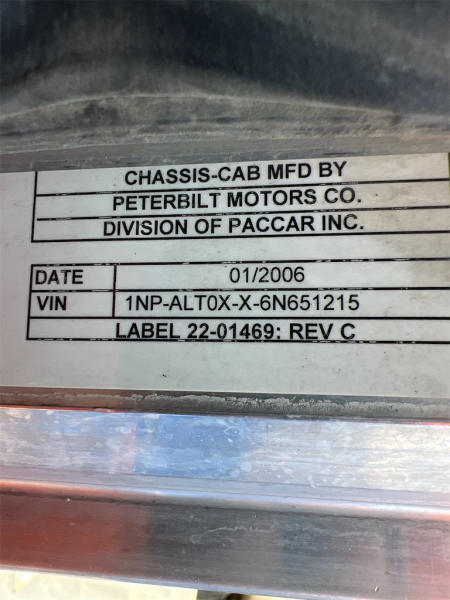 CHASSIS-CAB MFD BY
PETERBILT MOTORS CO.
DIVISION OF PACCAR INC.
DATE 01/2006
VIN 1NP-ALT0X-X-6N651215
LABEL 22-01469: REV C